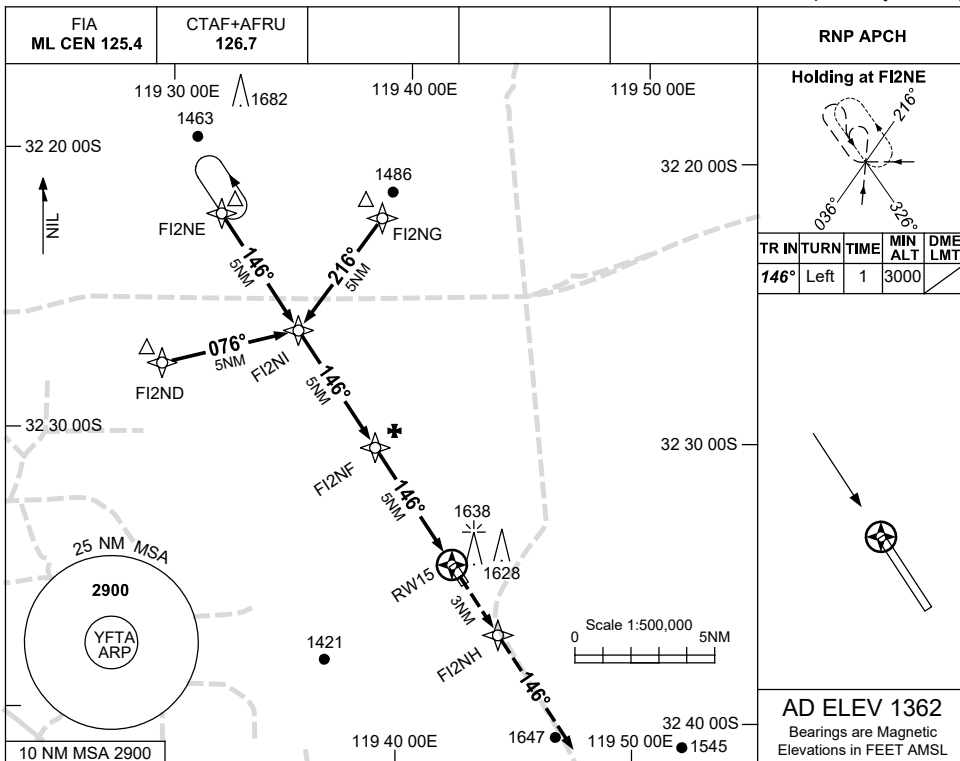 FIA
ML CEN 125.4
CTAF+AFRU
126.7
RNP APCH
119 30 00E
119 40 00E
119 50 00E
1682
1463
32 20 00S
32 20 00S
1486
NIL
FI2NE
FI2NG
146°
5NM
216°
5NM
076°
5NM
FI2ND
FI2NI
146°
5NM
32 30 00S
32 30 00S
FI2NF
146°
5NM
1638
1628
RW15
3NM
FI2NH
146°
25 NM MSA
2900
YFTA
ARP
10 NM MSA 2900
1421
Scale 1:500,000
0
5NM
32 40 00S
119 40 00E
1647
119 50 00E
1545
Holding at FI2NE
216°
036°
326°
TR IN TURN TIME MIN ALT DME LMT
146° Left 1 3000
AD ELEV 1362
Bearings are Magnetic
Elevations in FEET AMSL